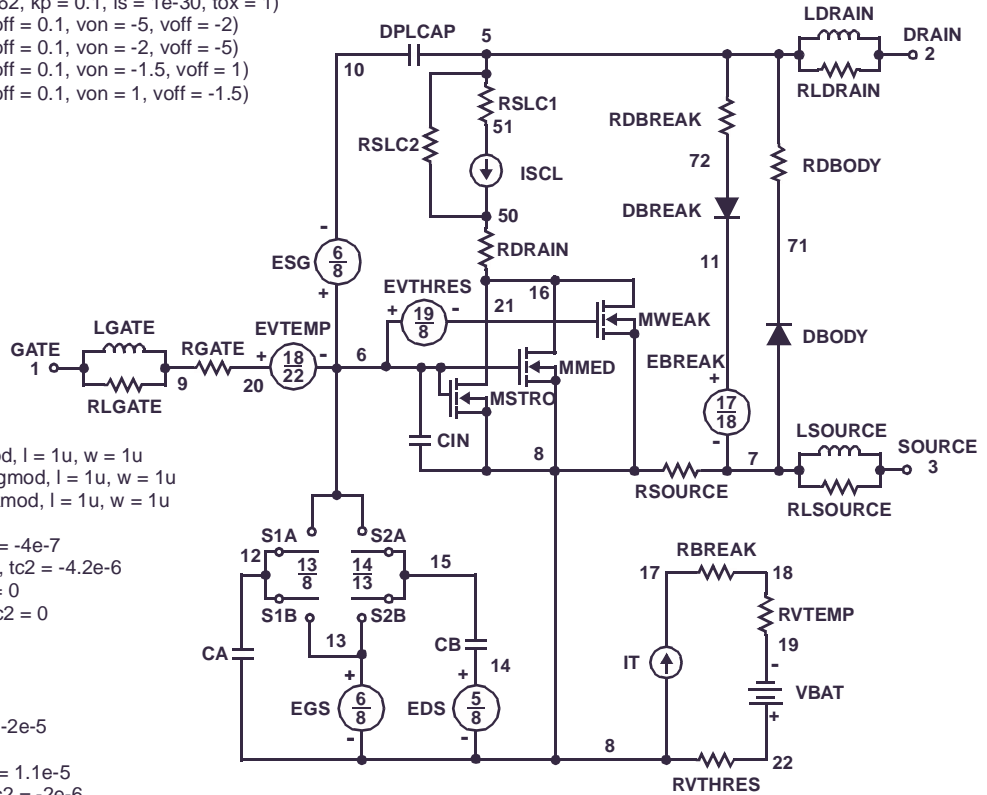 62, kp = 0.1, is = 1e-30, tox = 1)
off = 0.1, von = -5, voff = -2)
off = 0.1, von = -2, voff = -5)
off = 0.1, von = -1.5, voff = 1)
off = 0.1, von = 1, voff = -1.5)
LDRAIN
DPLCAP 5 DRAIN
10 2
RSLC1 RLDRAIN
51 RDBREAK
RSLC2
72 RDBODY
ISCL
50 DBREAK
- RDRAIN
71
ESG 6/8 11
+ EVTHRES 16
+ 19/8 - 21 MWEAK
LGATE EVTEMP DBODY
GATE RGATE + 18/22 - 6 MMED EBREAK
1 9 20 +
RLGATE MSTRO 17/18
- LSOURCE
CIN 8 7 SOURCE
3
od, l = 1u, w = 1u
gmod, l = 1u, w = 1u RSOURCE
kmod, l = 1u, w = 1u RLSOURCE
= -4e-7 S1A S2A
12 13/8 14/13 15 RBREAK
, tc2 = -4.2e-6 17 18
= 0
c2 = 0 S1B S2B RVTEMP
13 CB 19
CA 14 IT -
+ + VBAT
EGS 6/8 EDS 5/8 +
-2e-5 - -
8 22
= 1.1e-5 RVTHRES
c2 = -2e-6